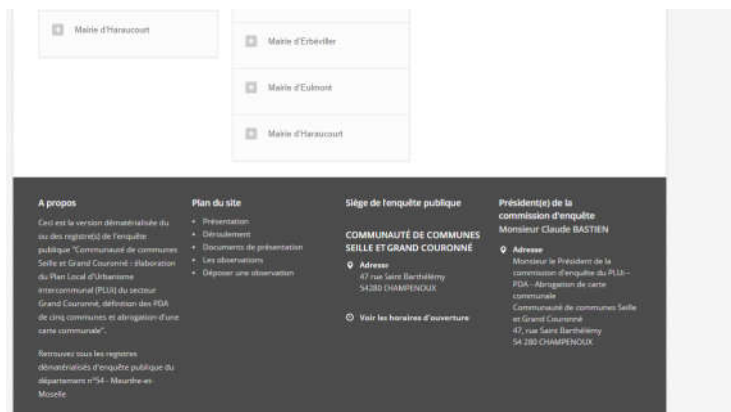 Mairie d'Haraucourt
Mairie d'Erbéviller
Mairie d'Eulmont
Mairie d'Haraucourt
A propos
Ceci est la version dématérialisée du
ou des registre(s) de l'enquête
publique "Communauté de communes
Seille et Grand Couronné : élaboration
du Plan Local d'Urbanisme
intercommunal (PLUi) du secteur
Grand Couronné, définition des PDA
de cinq communes et abrogation d'une
carte communale".
Retrouvez tous les registres
dématérialisés d'enquête publique du
département n°54 - Meurthe-et-
Moselle
Plan du site
Présentation
Déroulement
Documents de présentation
Les observations
Déposer une observation
Siège de l'enquête publique
COMMUNAUTÉ DE COMMUNES
SEILLE ET GRAND COURONNÉ
Adresse
47 rue Saint Barthélémy
54280 CHAMPENOUX
Voir les horaires d'ouverture
Président(e) de la
commission d'enquête
Monsieur Claude BASTIEN
Adresse
Monsieur le Président de la
commission d'enquête du PLUi -
PDA - Abrogation de carte
communale
Communauté de communes Seille
et Grand Couronné
47, rue Saint Barthélémy
54 280 CHAMPENOUX